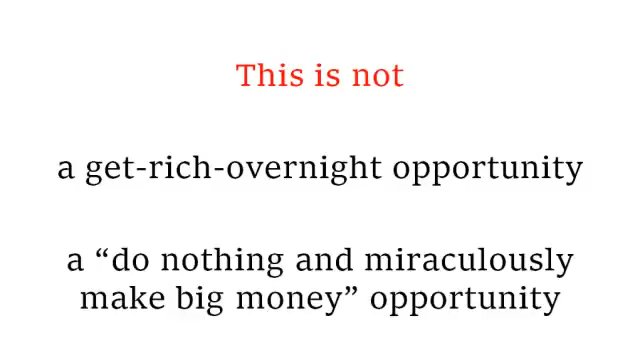 This is not
a get-rich-overnight opportunity
a “do nothing and miraculously
make big money” opportunity